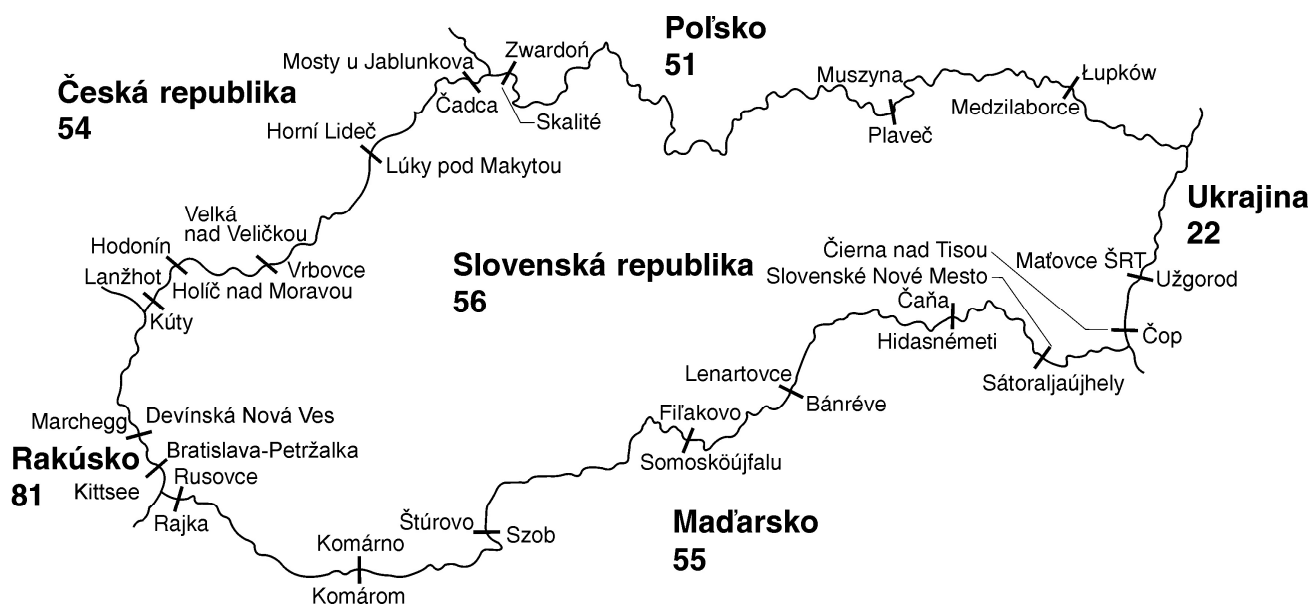 Poľsko
51
Zwardoń
Mosty u Jablunkova
Čadca
Skalité
Muszyna
Plaveč
Łupków
Medzilaborce
Česká republika
54
Horní Lideč
Lúky pod Makytou
Velká
nad Veličkou
Hodonín
Vrbovce
Lanžhot
Holíč nad Moravou
Kúty
Slovenská republika
56
Ukrajina
22
Čierna nad Tisou
Maťovce ŠRT
Slovenské Nové Mesto
Užgorod
Čaňa
Hidasnémeti
Čop
Sátoraljaújhely
Lenartovce
Bánréve
Fiľakovo
Somosköújfalu
Marchegg
Devínská Nová Ves
Rakúsko
81
Bratislava-Petržalka
Kittsee
Rusovce
Rajka
Štúrovo
Szob
Komárno
Komárom
Maďarsko
55